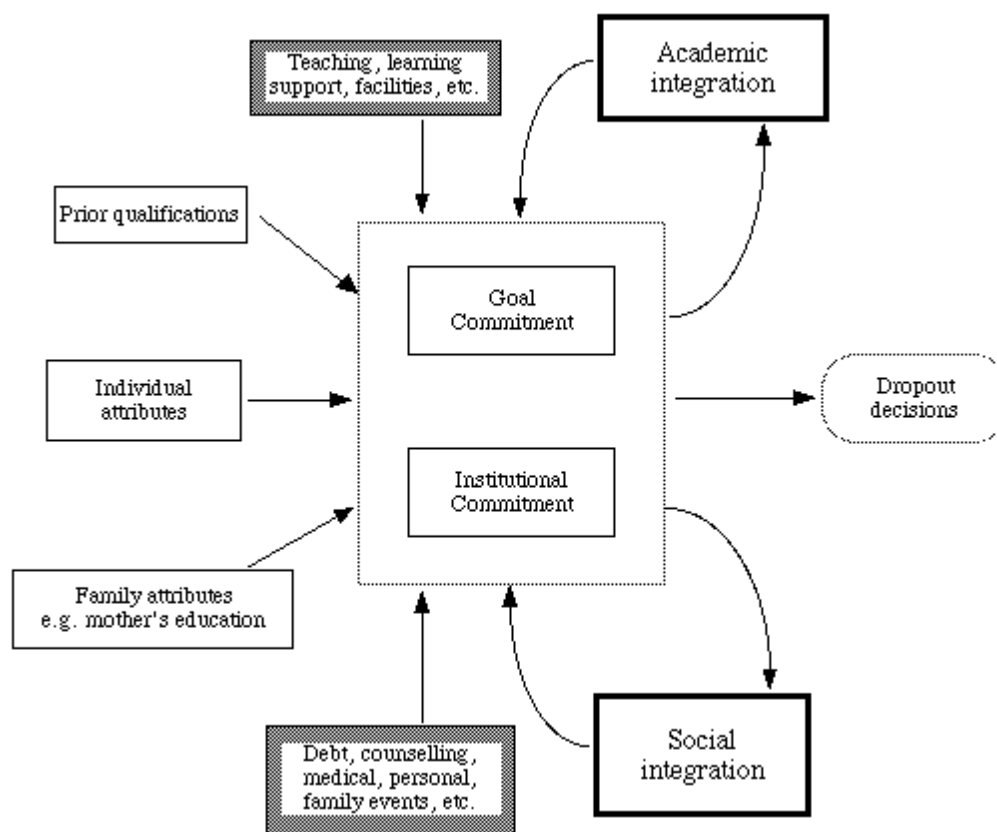 Teaching, learning
support, facilities, etc.
Academic
integration
Prior qualifications
Goal
Commitment
Individual
attributes
Dropout
decisions
Institutional
Commitment
Family attributes
e.g. mother's education
Debt, counselling,
medical, personal,
family events, etc.
Social
integration